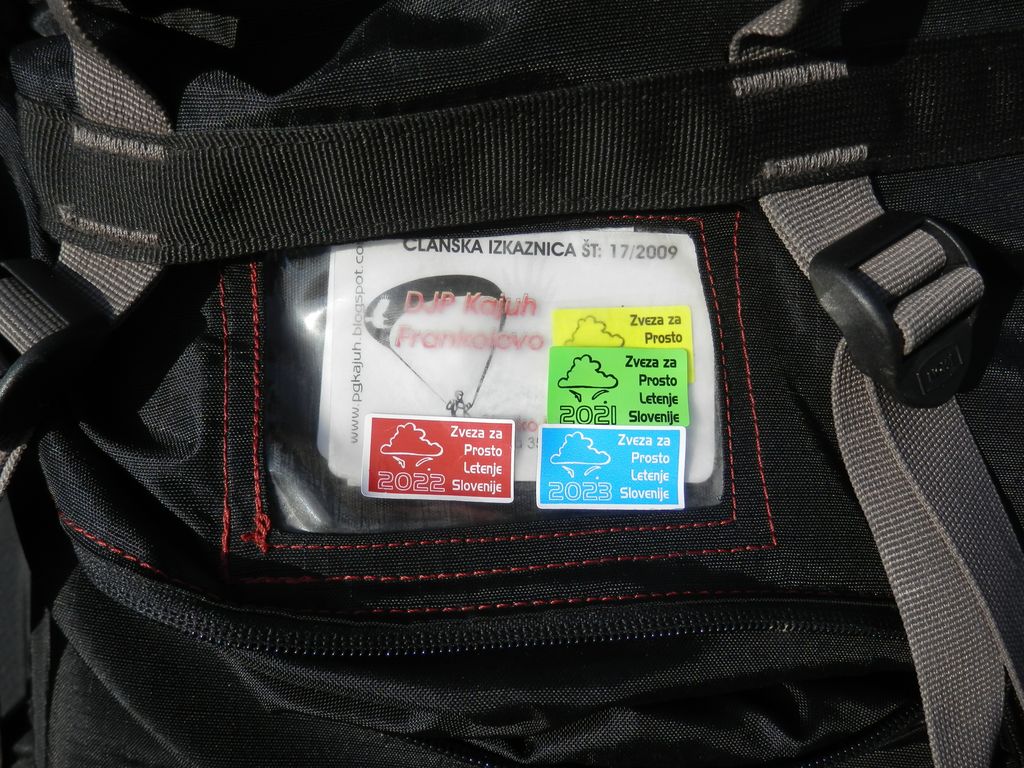 CLANSKA IZKAZNICA ŠT: 17/2009
www.pgkajuh.blogspot.co
DJP Kajuh
Frankolovo
Zveza za
Prosto
Zveza za
Prosto
Letenje
Slovenije
2021
Zveza za
Prosto
Letenje
Slovenije
2022
Zveza za
Prosto
Letenje
Slovenije
2023